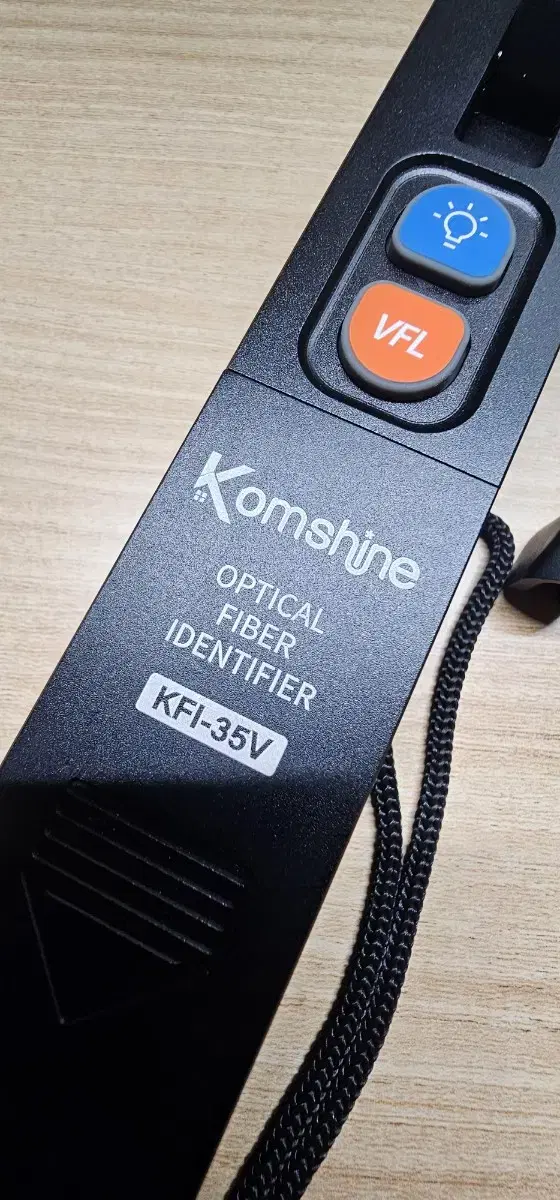 VFL
Komshine
OPTICAL
FIBER
IDENTIFIER
KFI-35V